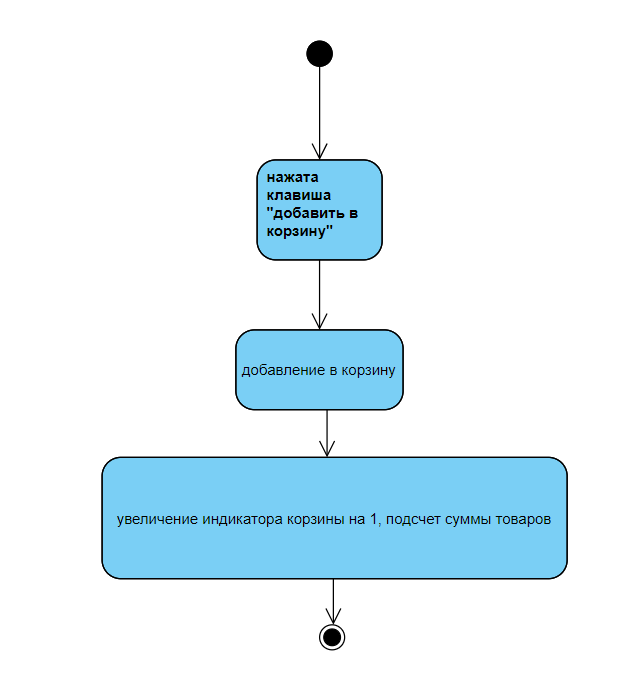 нажата
клавиша
"добавить в
корзину"
добавление в корзину
увеличение индикатора корзины на 1, подсчет суммы товаров